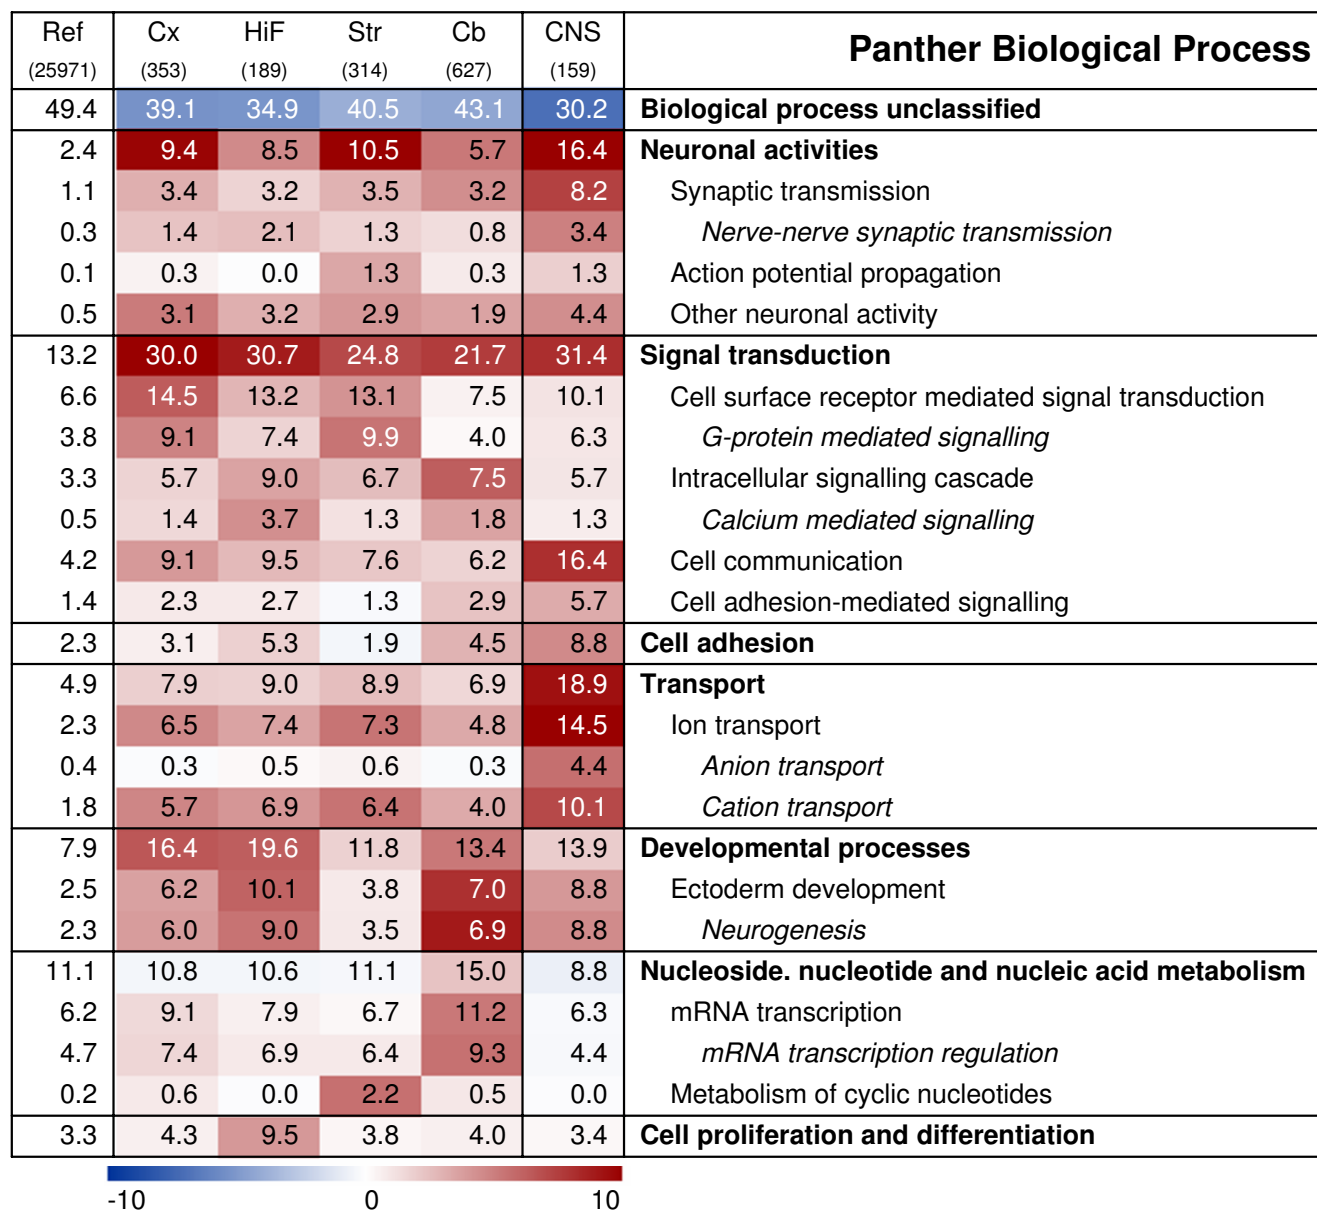 Ref Cx HiF Str Cb CNS Panther Biological Process
(25971) (353) (189) (314) (627) (159)
49.4 39.1 34.9 40.5 43.1 30.2 Biological process unclassified
2.4 9.4 8.5 10.5 5.7 16.4 Neuronal activities
1.1 3.4 3.2 3.5 3.2 8.2 Synaptic transmission
0.3 1.4 2.1 1.3 0.8 3.4 Nerve-nerve synaptic transmission
0.1 0.3 0.0 1.3 0.3 1.3 Action potential propagation
0.5 3.1 3.2 2.9 1.9 4.4 Other neuronal activity
13.2 30.0 30.7 24.8 21.7 31.4 Signal transduction
6.6 14.5 13.2 13.1 7.5 10.1 Cell surface receptor mediated signal transduction
3.8 9.1 7.4 9.9 4.0 6.3 G-protein mediated signalling
3.3 5.7 9.0 6.7 7.5 5.7 Intracellular signalling cascade
0.5 1.4 3.7 1.3 1.8 1.3 Calcium mediated signalling
4.2 9.1 9.5 7.6 6.2 16.4 Cell communication
1.4 2.3 2.7 1.3 2.9 5.7 Cell adhesion-mediated signalling
2.3 3.1 5.3 1.9 4.5 8.8 Cell adhesion
4.9 7.9 9.0 8.9 6.9 18.9 Transport
2.3 6.5 7.4 7.3 4.8 14.5 Ion transport
0.4 0.3 0.5 0.6 0.3 4.4 Anion transport
1.8 5.7 6.9 6.4 4.0 10.1 Cation transport
7.9 16.4 19.6 11.8 13.4 13.9 Developmental processes
2.5 6.2 10.1 3.8 7.0 8.8 Ectoderm development
2.3 6.0 9.0 3.5 6.9 8.8 Neurogenesis
11.1 10.8 10.6 11.1 15.0 8.8 Nucleoside. nucleotide and nucleic acid metabolism
6.2 9.1 7.9 6.7 11.2 6.3 mRNA transcription
4.7 7.4 6.9 6.4 9.3 4.4 mRNA transcription regulation
0.2 0.6 0.0 2.2 0.5 0.0 Metabolism of cyclic nucleotides
3.3 4.3 9.5 3.8 4.0 3.4 Cell proliferation and differentiation
-10 0 10